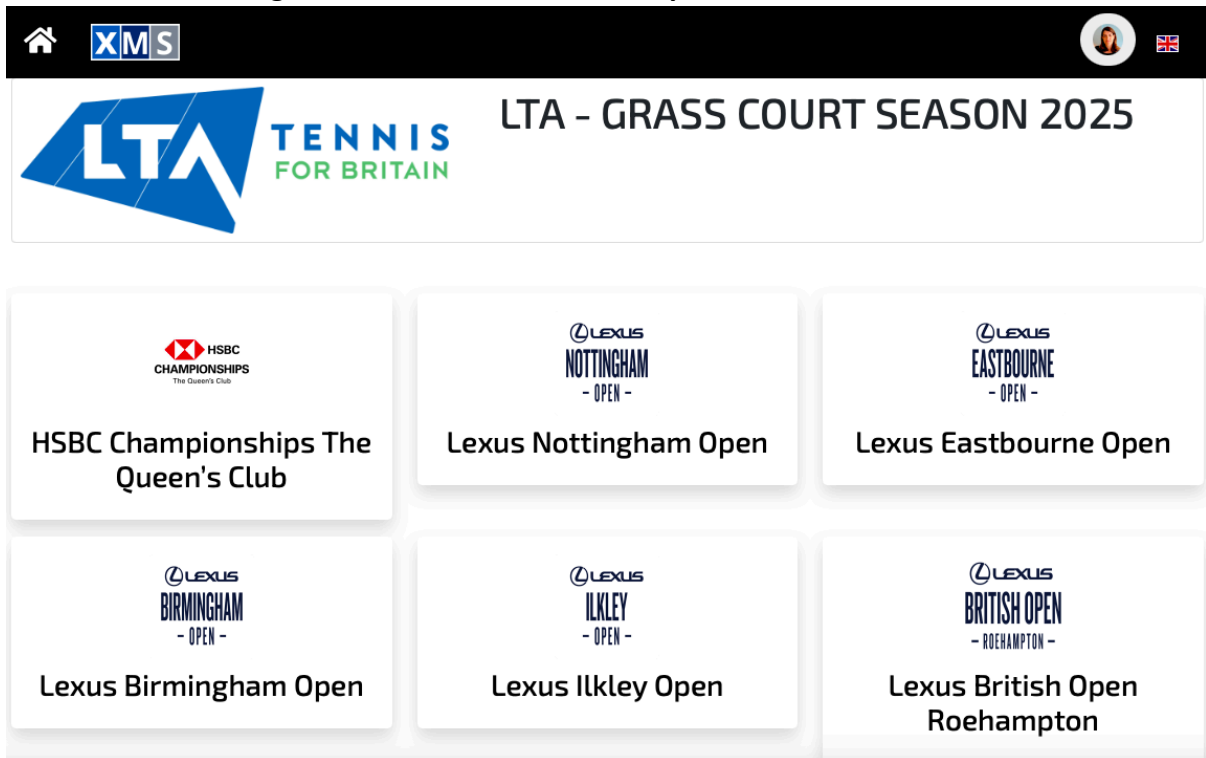 XMS
LTA
TENNIS
FOR BRITAIN
LTA - GRASS COURT SEASON 2025
HSBC
CHAMPIONSHIPS
The Queen's Club
HSBC Championships The
Queen's Club
LEXUS
NOTTINGHAM
- OPEN -
Lexus Nottingham Open
LEXUS
EASTBOURNE
- OPEN -
Lexus Eastbourne Open
LEXUS
BIRMINGHAM
- OPEN -
Lexus Birmingham Open
LEXUS
ILKLEY
- OPEN -
Lexus Ilkley Open
LEXUS
BRITISH OPEN
- ROEHAMPTON -
Lexus British Open
Roehampton